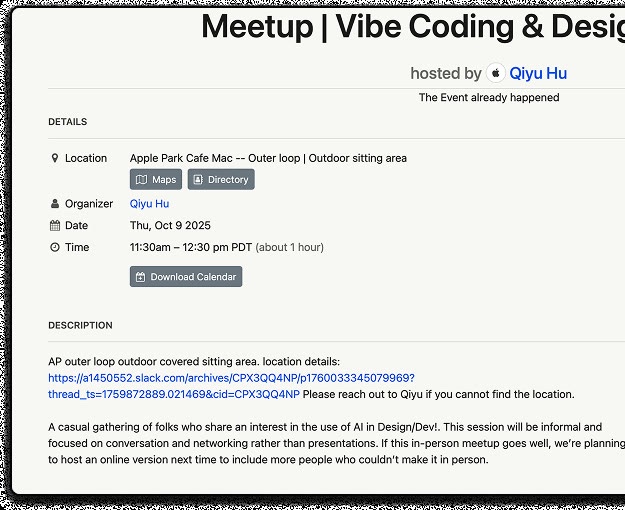 Meetup | Vibe Coding & Desig
hosted by Qiyu Hu
The Event already happened
DETAILS
Location Apple Park Cafe Mac -- Outer loop | Outdoor sitting area
Maps Directory
Organizer Qiyu Hu
Date Thu, Oct 9 2025
Time 11:30am – 12:30 pm PDT (about 1 hour)
Download Calendar
DESCRIPTION
AP outer loop outdoor covered sitting area. location details:
https://a1450552.slack.com/archives/CPX3QQ4NP/p1760033345079969?
thread_ts=1759872889.021469&cid=CPX3QQ4NP Please reach out to Qiyu if you cannot find the location.
A casual gathering of folks who share an interest in the use of AI in Design/Dev!. This session will be informal and
focused on conversation and networking rather than presentations. If this in-person meetup goes well, we’re planning
to host an online version next time to include more people who couldn’t make it in person.